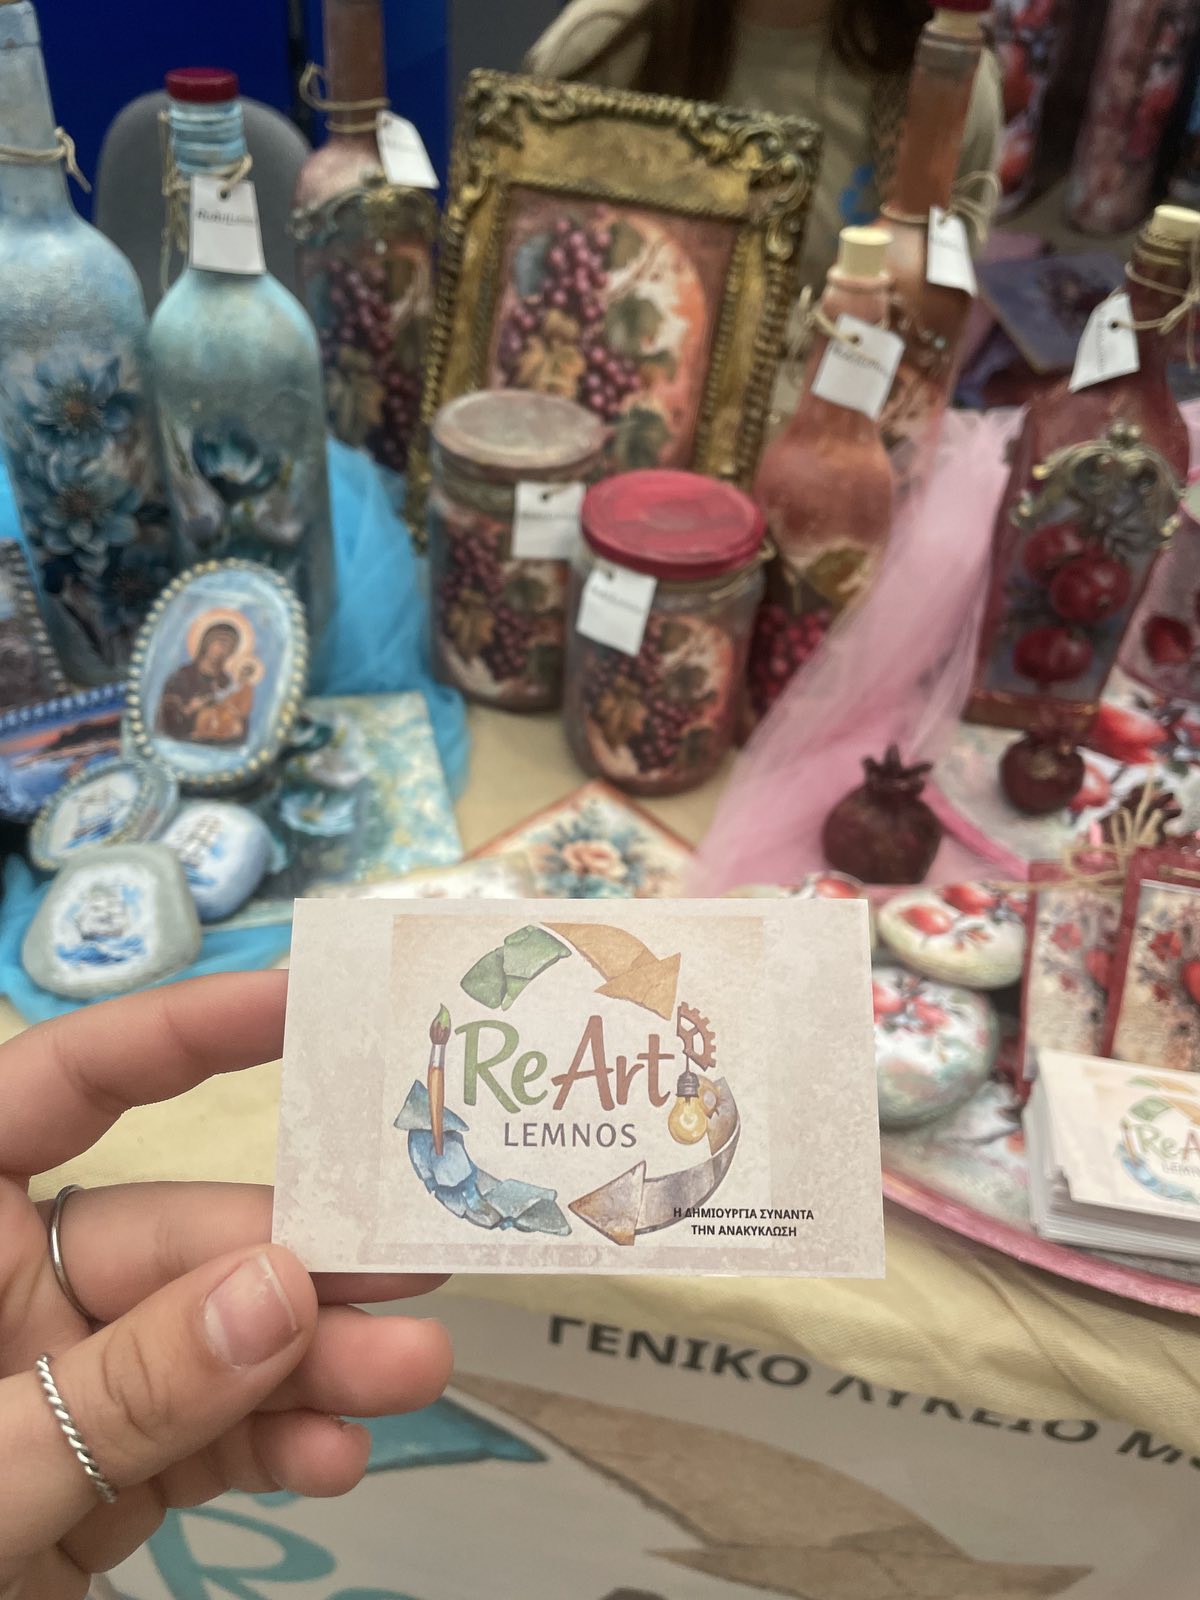 ReArt
LEMNOS
Η ΔΗΜΙΟΥΡΓΙΑ ΣΥΝΑΝΤΑ
ΤΗΝ ΑΝΑΚΥΚΛΩΣΗ
ΓΕΝΙΚΟ ΛΥΚΕΙΟ